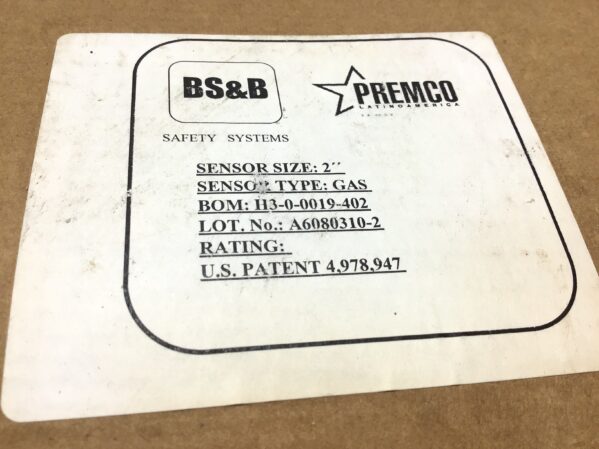 BS&B
PREMCO
LATINOAMERICA
SAFETY SYSTEMS
SENSOR SIZE: 2''
SENSOR TYPE: GAS
BOM: H3-0-0019-402
LOT. No.: A6080310-2
RATING:
U.S. PATENT 4,978,947